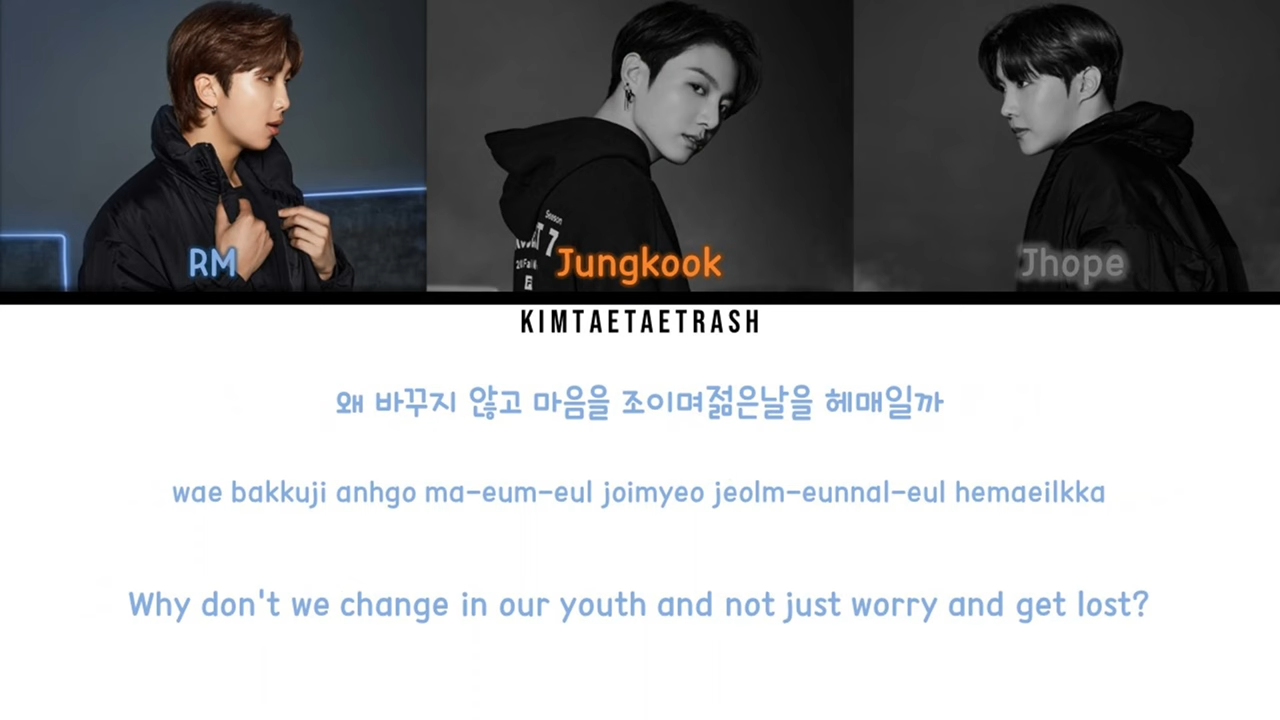 Season
7
RM
Jungkook
Jhope
KIMTAETAETRASH
왜 바꾸지 않고 마음을 조이며젊은날을 헤매일까
wae bakkuji anhgo ma-eum-eul joimyeo jeolm-eunnal-eul hemaeilkka
Why don't we change in our youth and not just worry and get lost?